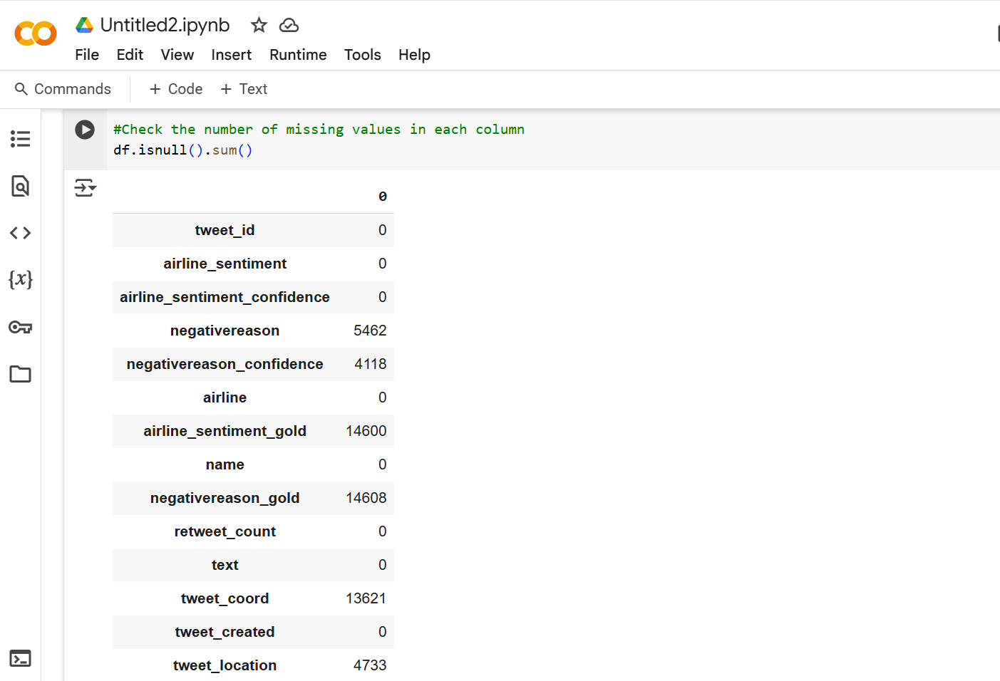 Untitled2.ipynb
File Edit View Insert Runtime Tools Help
Commands + Code + Text
#Check the number of missing values in each column
df.isnull().sum()
0
tweet_id 0
airline_sentiment 0
airline_sentiment_confidence 0
negativereason 5462
negativereason_confidence 4118
airline 0
airline_sentiment_gold 14600
name 0
negativereason_gold 14608
retweet_count 0
text 0
tweet_coord 13621
tweet_created 0
tweet_location 4733